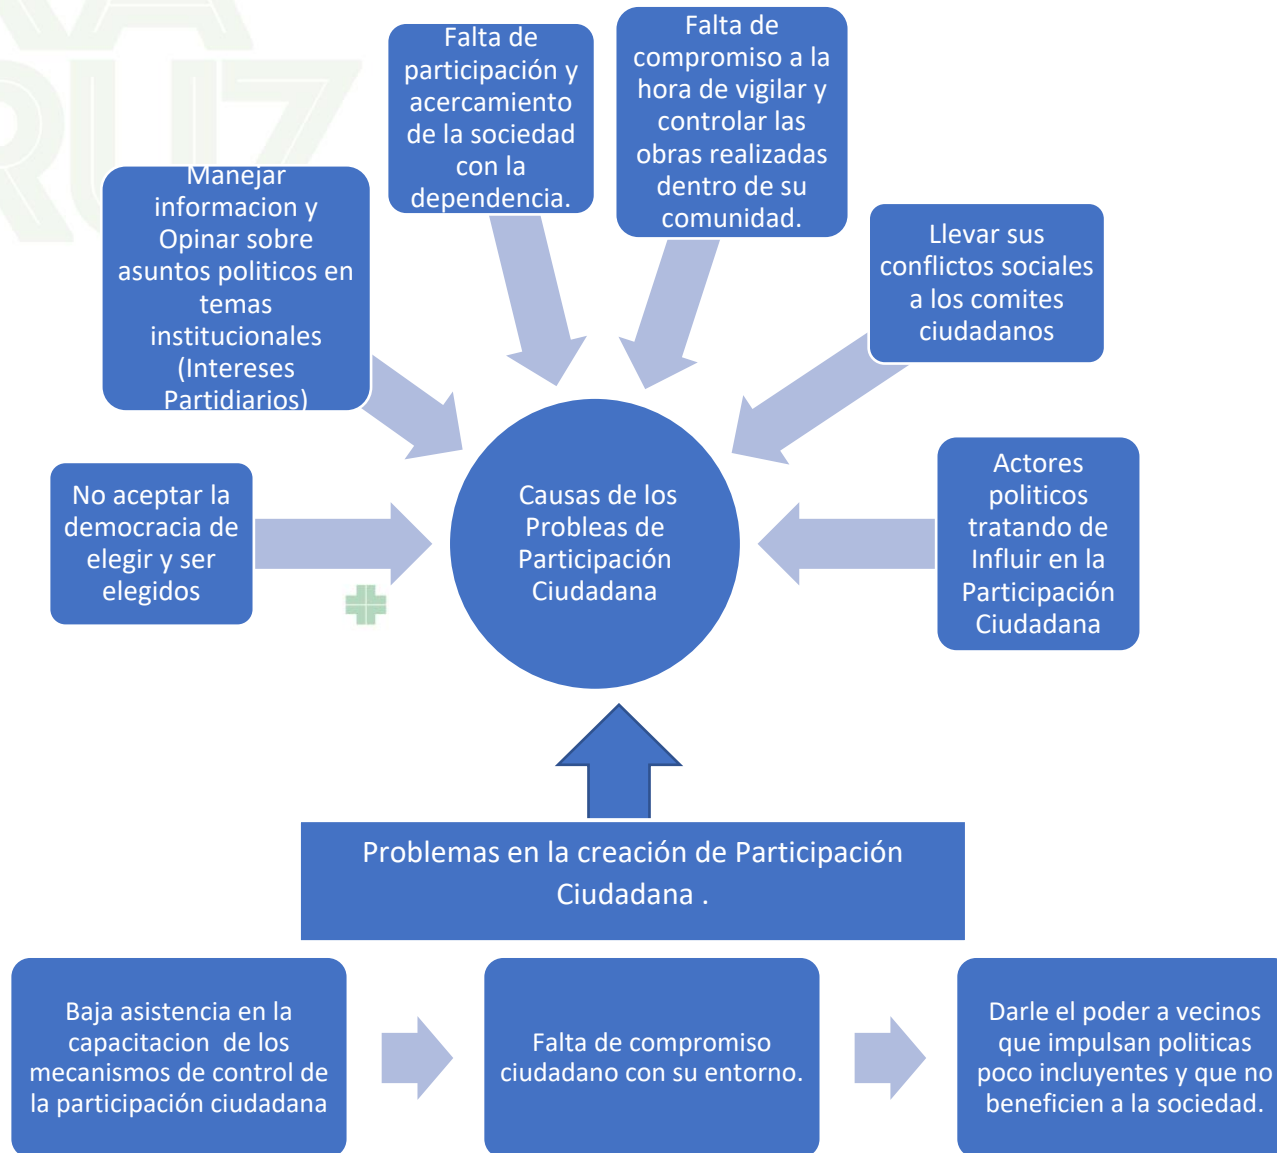 RA
RUZ
Falta de
participación y
acercamiento
de la sociedad
con la
dependencia.
Falta de
compromiso a la
hora de vigilar y
controlar las
obras realizadas
dentro de su
comunidad.
Manejar
informacion y
Opinar sobre
asuntos politicos en
temas
institucionales
(Intereses
Partidiarios)
Llevar sus
conflictos sociales
a los comites
ciudadanos
No aceptar la
democracia de
elegir y ser
elegidos
Causas de los
Probleas de
Participación
Ciudadana
Actores
politicos
tratando de
Influir en la
Participación
Ciudadana
Problemas en la creación de Participación
Ciudadana .
Baja asistencia en la
capacitacion de los
mecanismos de control de
la participación ciudadana
Falta de compromiso
ciudadano con su entorno.
Darle el poder a vecinos
que impulsan politicas
poco incluyentes y que no
beneficien a la sociedad.